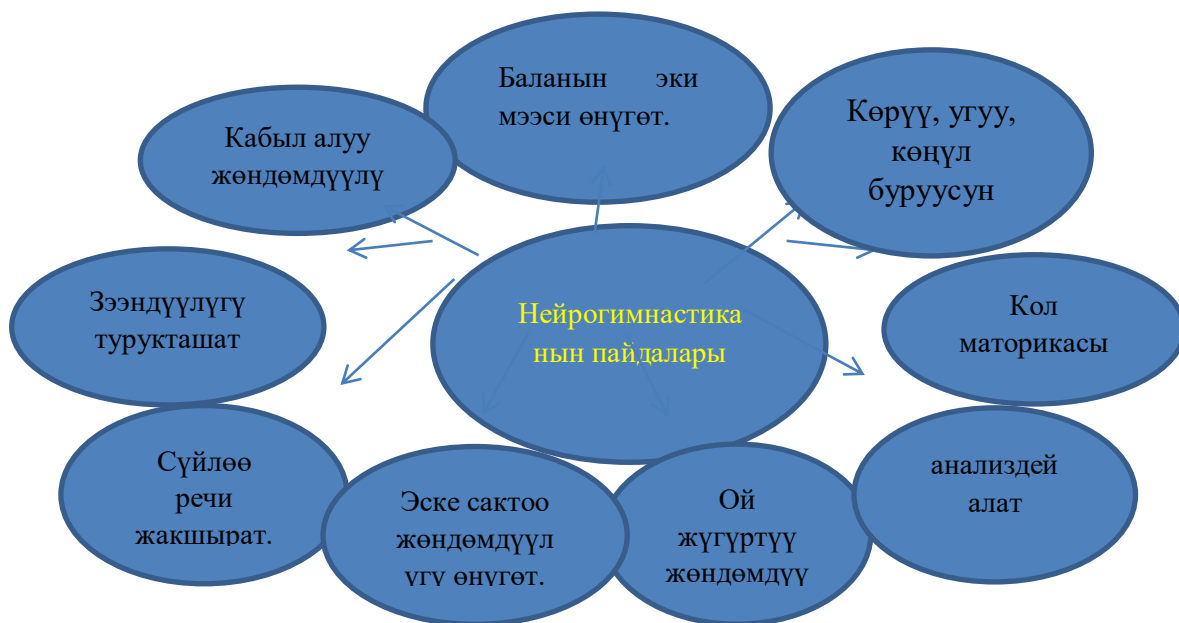 Баланын эки
мээси өнүгөт.
Көрүү, угуу,
көңүл
буруусун
Кабыл алуу
жөндөмдүүлү
Зээндүүлүгү
турукташат
Нейрогимнастика
нын пайдалары
Кол
маторикасы
Сүйлөө
речи
жакшырат.
Эске сактоо
жөндөмдүүл
үгү өнүгөт.
Ой
жүгүртүү
жөндөмдүү
анализдей
алат